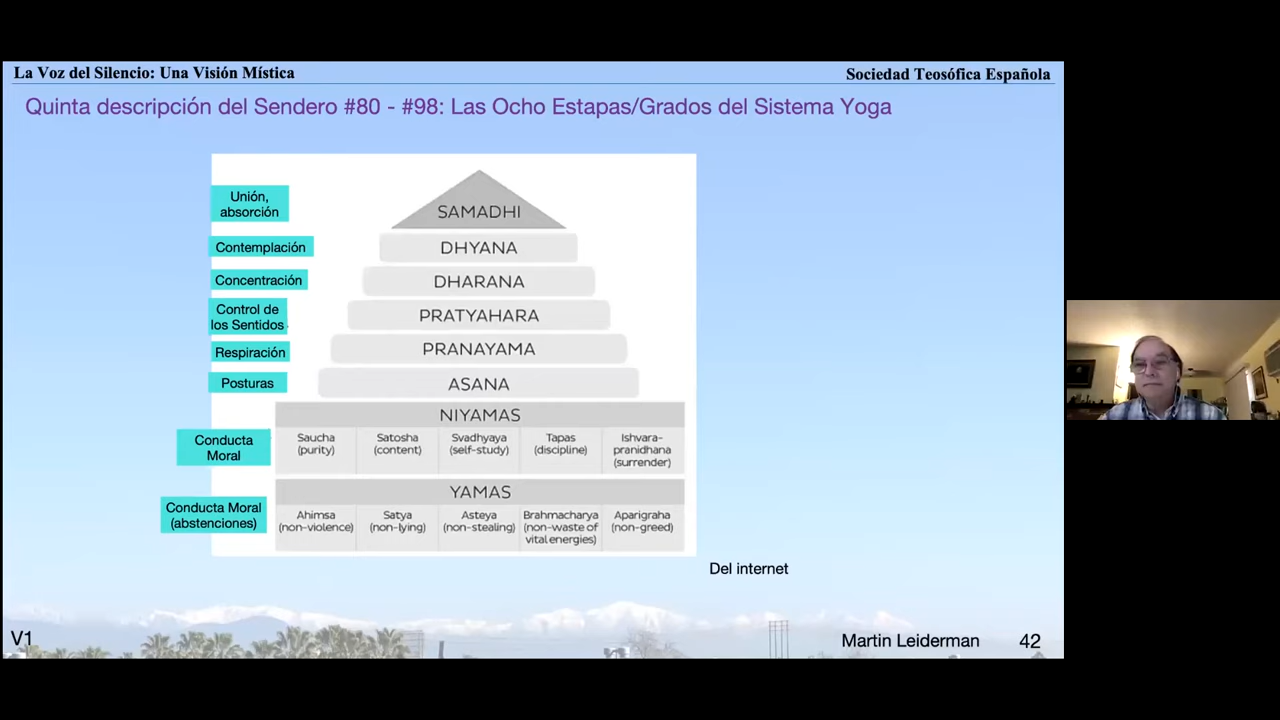 La Voz del Silencio: Una Visión Mística
Sociedad Teosófica Española
Quinta descripción del Sendero #80 - #98: Las Ocho Estapas/Grados del Sistema Yoga
Unión,
absorción
SAMADHI
Contemplación
DHYANA
Concentración
DHARANA
Control de
los Sentidos
PRATYAHARA
Respiración
PRANAYAMA
Posturas
ASANA
NIYAMAS
Conducta
Moral
Saucha
(purity)
Satosha
(content)
Svadhyaya
(self-study)
Tapas
(discipline)
Ishvara-
pranidhana
(surrender)
YAMAS
Conducta Moral
(abstenciones)
Ahimsa
(non-violence)
Satya
(non-lying)
Asteya
(non-stealing)
Brahmacharya
(non-waste of
vital energies)
Aparigraha
(non-greed)
Del internet
V1
Martin Leiderman
42